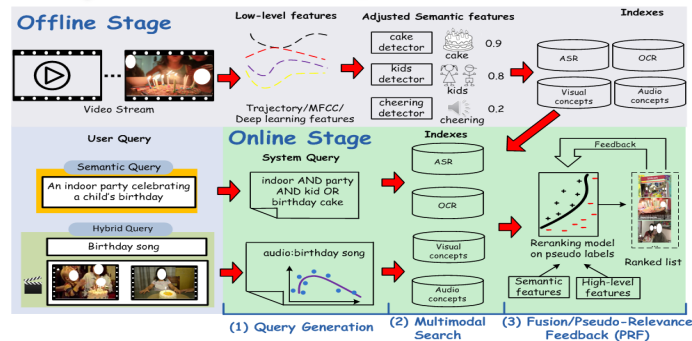 Offline Stage
Low-level features
Adjusted Semantic features
Indexes
Video Stream
Trajectory/MFCC/
Deep learning features
cake
detector
cake
0.9
kids
detector
kids
0.8
cheering
detector
cheering
0.2
ASR
OCR
Visual
concepts
Audio
concepts
User Query
Semantic Query
An indoor party celebrating
a child's birthday
Hybrid Query
Birthday song
Online Stage
System Query
indoor AND party
AND kid OR
birthday cake
audio:birthday song
Indexes
ASR
OCR
Visual
concepts
Audio
concepts
Feedback
Reranking model
on pseudo labels
Ranked list
Semantic
features
High-level
features
(1) Query Generation
(2) Multimodal
Search
(3) Fusion/Pseudo-Relevance
Feedback (PRF)